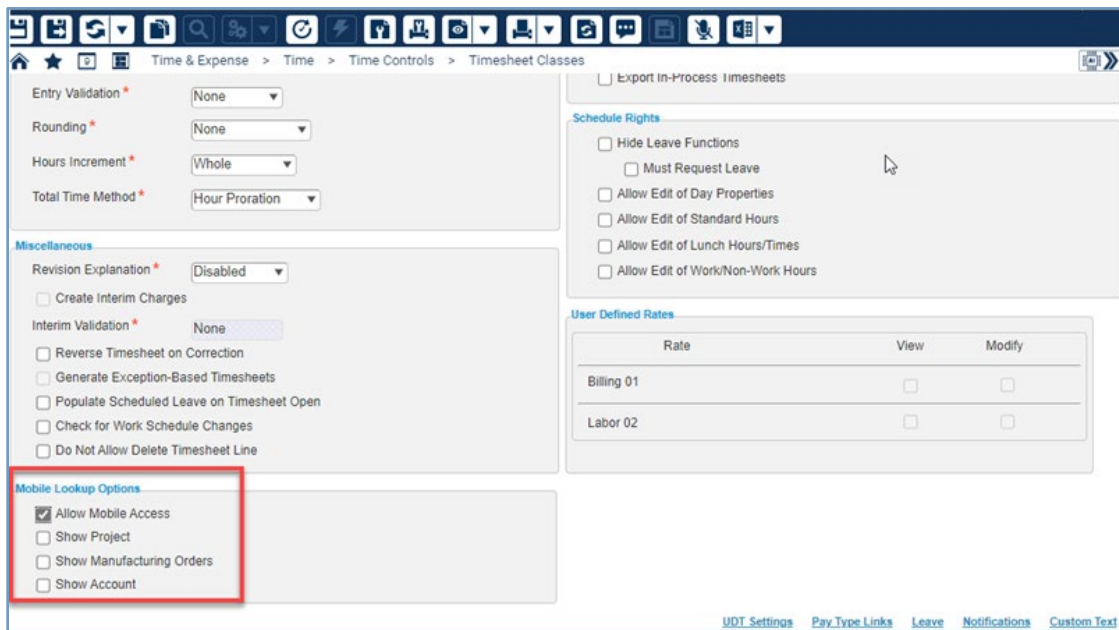 Time & Expense > Time > Time Controls > Timesheet Classes
Entry Validation * None
Rounding * None
Hours Increment * Whole
Total Time Method * Hour Proration
Miscellaneous
Revision Explanation * Disabled
Create Interim Charges
Interim Validation * None
Reverse Timesheet on Correction
Generate Exception-Based Timesheets
Populate Scheduled Leave on Timesheet Open
Check for Work Schedule Changes
Do Not Allow Delete Timesheet Line
Mobile Lookup Options
Allow Mobile Access
Show Project
Show Manufacturing Orders
Show Account
Export In-Process Timesheets
Schedule Rights
Hide Leave Functions
Must Request Leave
Allow Edit of Day Properties
Allow Edit of Standard Hours
Allow Edit of Lunch Hours/Times
Allow Edit of Work/Non-Work Hours
User Defined Rates
Rate View Modify
Billing 01
Labor 02
UDT Settings Pay Type Links Leave Notifications Custom Text